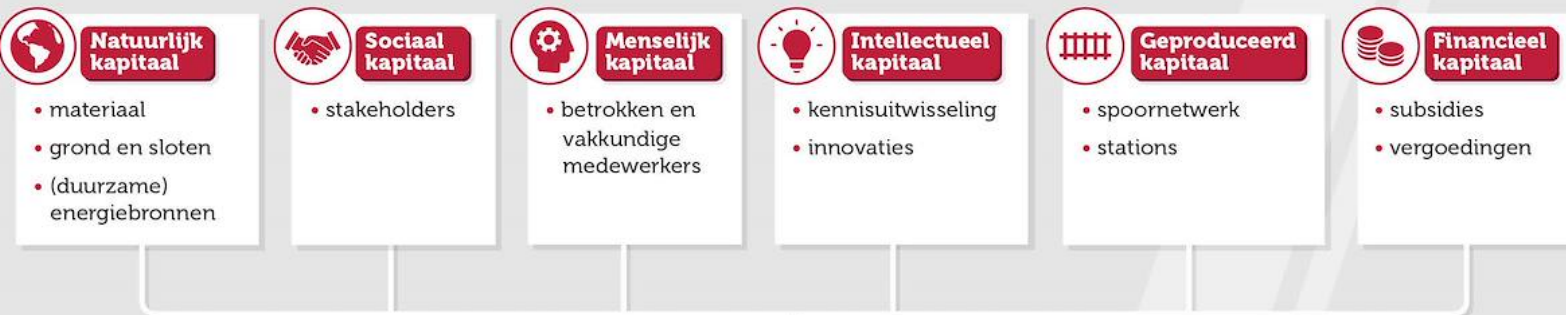 Natuurlijk
kapitaal
• materiaal
• grond en sloten
• (duurzame)
energiebronnen
Sociaal
kapitaal
• stakeholders
Menselijk
kapitaal
• betrokken en
vakkundige
medewerkers
Intellectueel
kapitaal
• kennisuitwisseling
• innovaties
Geproduceerd
kapitaal
• spoornetwerk
• stations
Financieel
kapitaal
• subsidies
• vergoedingen